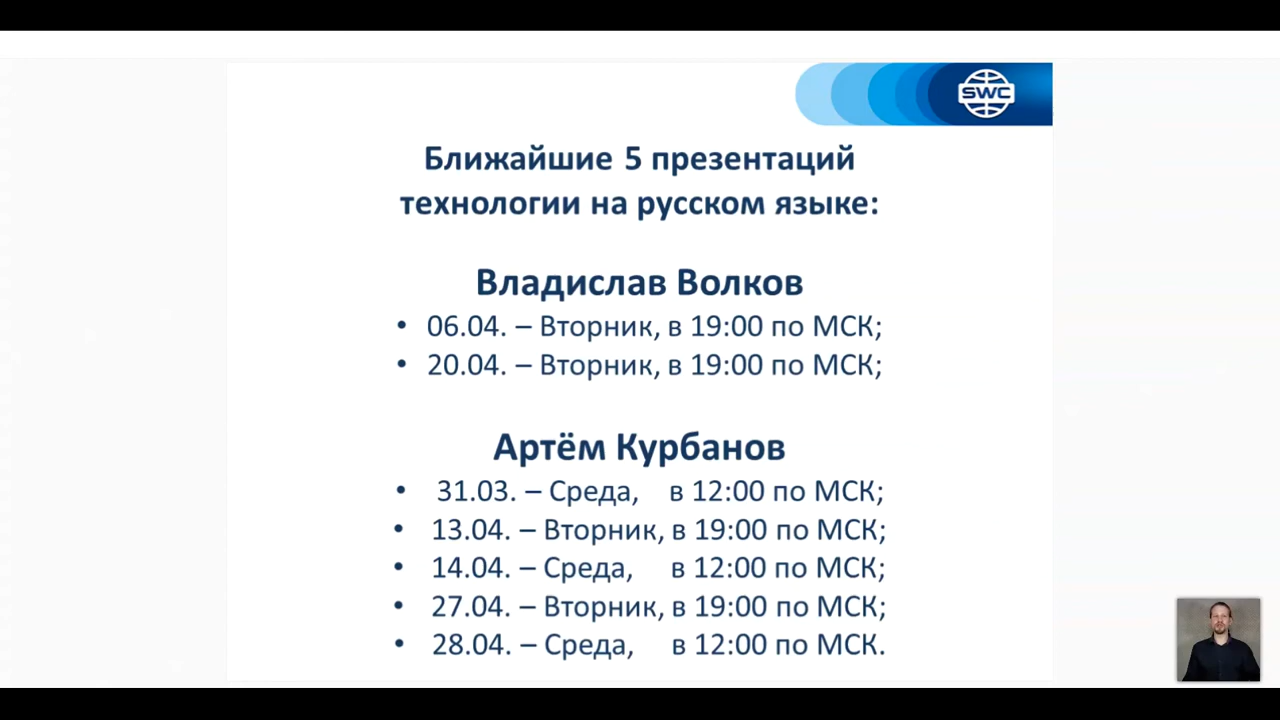 SWC
Ближайшие 5 презентаций
технологии на русском языке:
Владислав Волков
• 06.04. – Вторник, в 19:00 по МСК;
• 20.04. – Вторник, в 19:00 по МСК;
Артём Курбанов
• 31.03. – Среда, в 12:00 по МСК;
• 13.04. – Вторник, в 19:00 по МСК;
• 14.04. – Среда, в 12:00 по МСК;
• 27.04. – Вторник, в 19:00 по МСК;
• 28.04. – Среда, в 12:00 по МСК.